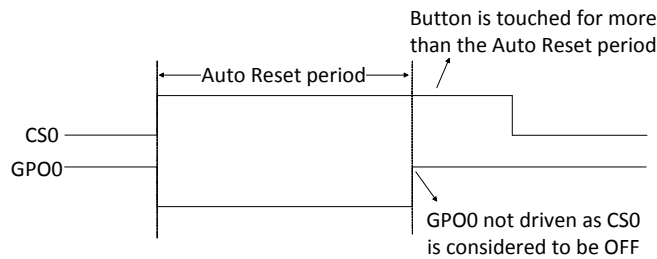 Button is touched for more
than the Auto Reset period
Auto Reset period
CS0
GPO0
GPO0 not driven as CS0
is considered to be OFF